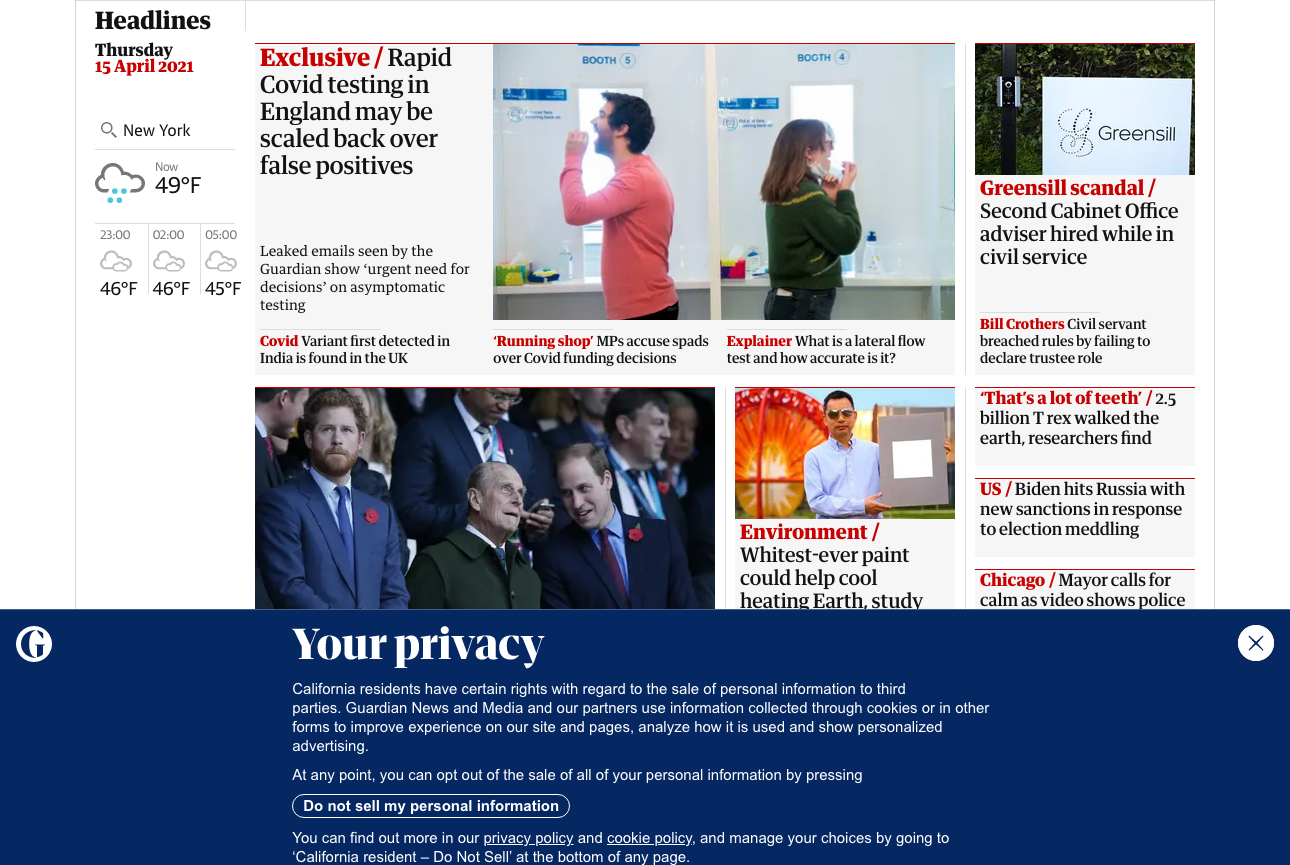 Headlines
Thursday
15 April 2021
New York
Now
49°F
23:00
02:00
05:00
46°F
46°F
45°F
Exclusive / Rapid
Covid testing in
England may be
scaled back over
false positives
Leaked emails seen by the
Guardian show ‘urgent need for
decisions’ on asymptomatic
testing
BOOTH 5
BOOTH 4
Covid Variant first detected in
India is found in the UK
‘Running shop’ MPs accuse spads
over Covid funding decisions
Explainer What is a lateral flow
test and how accurate is it?
Greensill
Greensill scandal /
Second Cabinet Office
adviser hired while in
civil service
Bill Crothers Civil servant
breached rules by failing to
declare trustee role
Environment /
Whitest-ever paint
could help cool
heating Earth, study
‘That’s a lot of teeth’ / 2.5
billion T rex walked the
earth, researchers find
US / Biden hits Russia with
new sanctions in response
to election meddling
Chicago / Mayor calls for
calm as video shows police
Your privacy
California residents have certain rights with regard to the sale of personal information to third
parties. Guardian News and Media and our partners use information collected through cookies or in other
forms to improve experience on our site and pages, analyze how it is used and show personalized
advertising.
At any point, you can opt out of the sale of all of your personal information by pressing
Do not sell my personal information
You can find out more in our privacy policy and cookie policy, and manage your choices by going to
‘California resident – Do Not Sell’ at the bottom of any page.